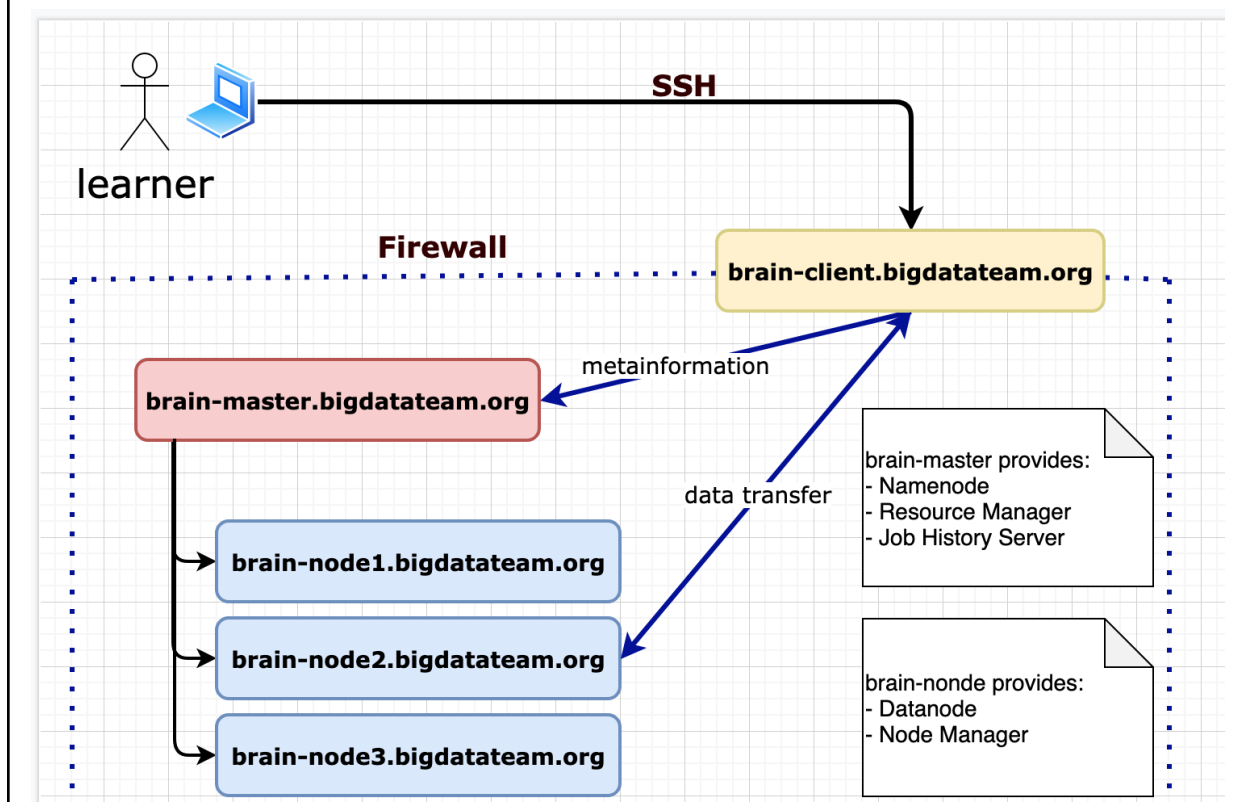 SSH
learner
Firewall
brain-client.bigdatateam.org
metainformation
brain-master.bigdatateam.org
data transfer
brain-master provides:
- Namenode
- Resource Manager
- Job History Server
brain-node1.bigdatateam.org
brain-node2.bigdatateam.org
brain-node3.bigdatateam.org
brain-nonde provides:
- Datanode
- Node Manager